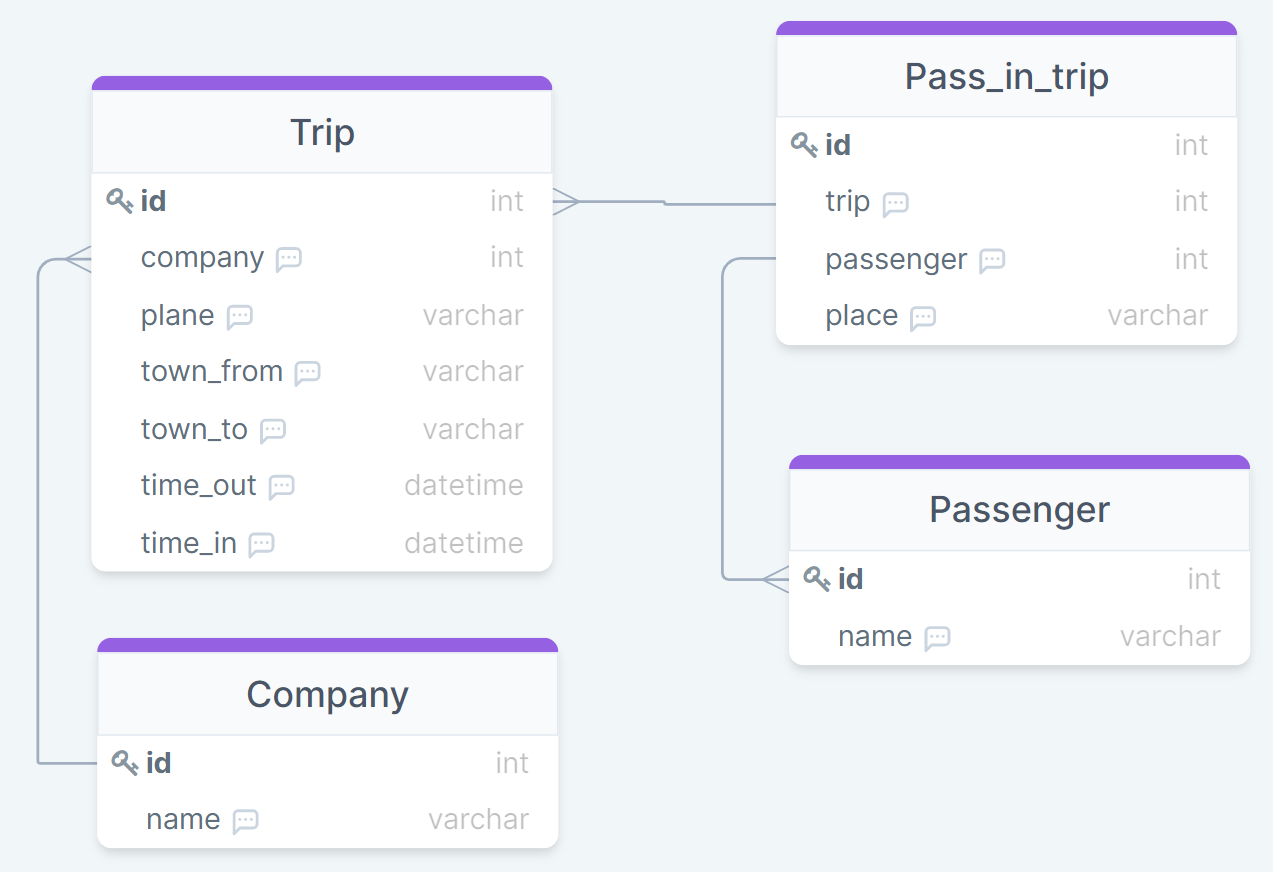 Trip
id int
company int
plane varchar
town_from varchar
town_to varchar
time_out datetime
time_in datetime
Pass_in_trip
id int
trip int
passenger int
place varchar
Company
id int
name varchar
Passenger
id int
name varchar